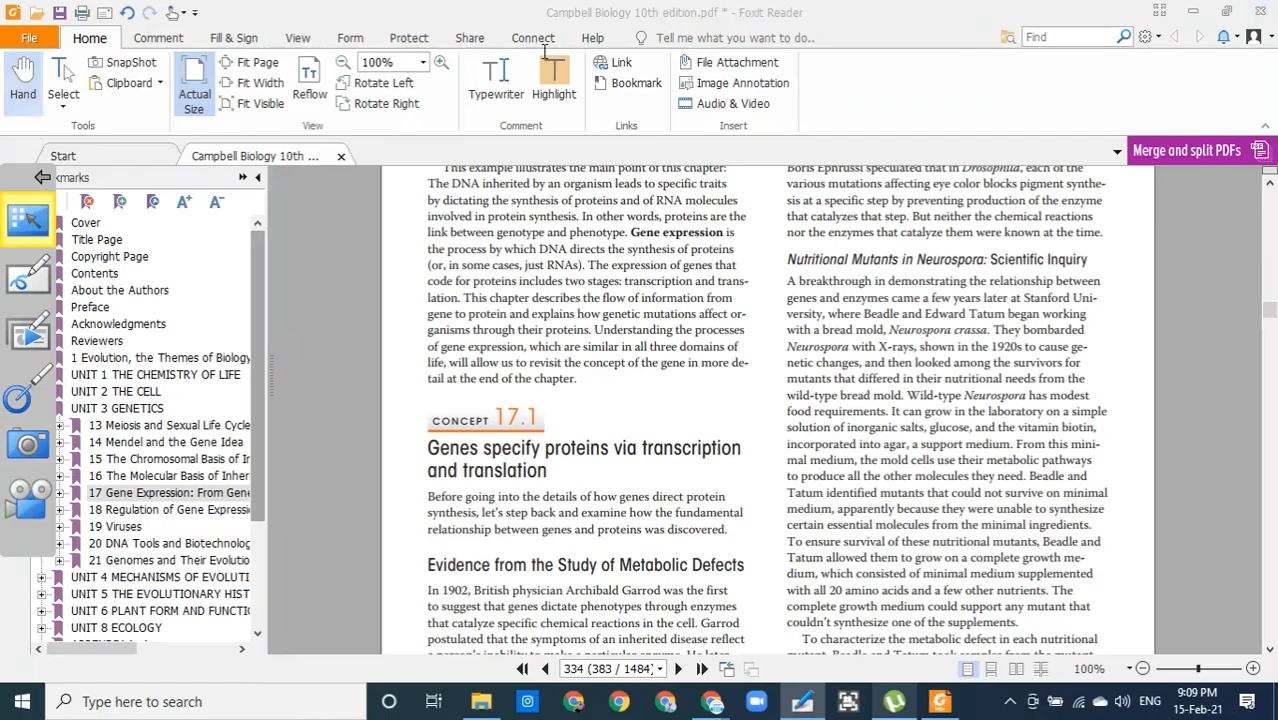 Campbell Biology 10th edition.pdf * - Foxit Reader
File Home Comment Fill & Sign View Form Protect Share Connect Help Tell me what you want to do.. Find
Hand
Select
SnapShot
Clipboard
Tools
Actual
Size
Fit Page
Fit Width
Fit Visible
Reflow
100%
Rotate Left
Rotate Right
View
Typewriter
Highlight
Comment
Link
Bookmark
Links
File Attachment
Image Annotation
Audio & Video
Insert
Start
Campbell Biology 10th ...
Merge and split PDFs
kmarks
Cover
Title Page
Copyright Page
Contents
About the Authors
Preface
Acknowledgments
Reviewers
1 Evolution, the Themes of Biology
UNIT 1 THE CHEMISTRY OF LIFE
UNIT 2 THE CELL
UNIT 3 GENETICS
13 Meiosis and Sexual Life Cycle
14 Mendel and the Gene Idea
15 The Chromosomal Basis of Ir
16 The Molecular Basis of Inher
17 Gene Expression: From Gene
18 Regulation of Gene Expressi
19 Viruses
20 DNA Tools and Biotechnolog
21 Genomes and Their Evolutio
UNIT 4 MECHANISMS OF EVOLUTI
UNIT 5 THE EVOLUTIONARY HIST
UNIT 6 PLANT FORM AND FUNCTI
UNIT 8 ECOLOGY
This example illustrates the main point of this chapter:
The DNA inherited by an organism leads to specific traits
by dictating the synthesis of proteins and of RNA molecules
involved in protein synthesis. In other words, proteins are the
link between genotype and phenotype. Gene expression is
the process by which DNA directs the synthesis of proteins
(or, in some cases, just RNAs). The expression of genes that
code for proteins includes two stages: transcription and trans-
lation. This chapter describes the flow of information from
gene to protein and explains how genetic mutations affect or-
ganisms through their proteins. Understanding the processes
of gene expression, which are similar in all three domains of
life, will allow us to revisit the concept of the gene in more de-
tail at the end of the chapter.
CONCEPT 17.1
Genes specify proteins via transcription
and translation
Before going into the details of how genes direct protein
synthesis, let's step back and examine how the fundamental
relationship between genes and proteins was discovered.
Evidence from the Study of Metabolic Defects
In 1902, British physician Archibald Garrod was the first
to suggest that genes dictate phenotypes through enzymes
that catalyze specific chemical reactions in the cell. Garrod
postulated that the symptoms of an inherited disease reflect
Boris Ephrussi speculated that in Drosophila, each of the
various mutations affecting eye color blocks pigment synthe-
sis at a specific step by preventing production of the enzyme
that catalyzes that step. But neither the chemical reactions
nor the enzymes that catalyze them were known at the time.
Nutritional Mutants in Neurospora: Scientific Inquiry
A breakthrough in demonstrating the relationship between
genes and enzymes came a few years later at Stanford Uni-
versity, where Beadle and Edward Tatum began working
with a bread mold, Neurospora crassa. They bombarded
Neurospora with X-rays, shown in the 1920s to cause ge-
netic changes, and then looked among the survivors for
mutants that differed in their nutritional needs from the
wild-type bread mold. Wild-type Neurospora has modest
food requirements. It can grow in the laboratory on a simple
solution of inorganic salts, glucose, and the vitamin biotin,
incorporated into agar, a support medium. From this mini-
mal medium, the mold cells use their metabolic pathways
to produce all the other molecules they need. Beadle and
Tatum identified mutants that could not survive on minimal
medium, apparently because they were unable to synthesize
certain essential molecules from the minimal ingredients.
To ensure survival of these nutritional mutants, Beadle and
Tatum allowed them to grow on a complete growth me-
dium, which consisted of minimal medium supplemented
with all 20 amino acids and a few other nutrients. The
complete growth medium could support any mutant that
couldn't synthesize one of the supplements.
To characterize the metabolic defect in each nutritional
334 (383 / 1484)
100%
Type here to search
ENG
9:09 PM
15-Feb-21